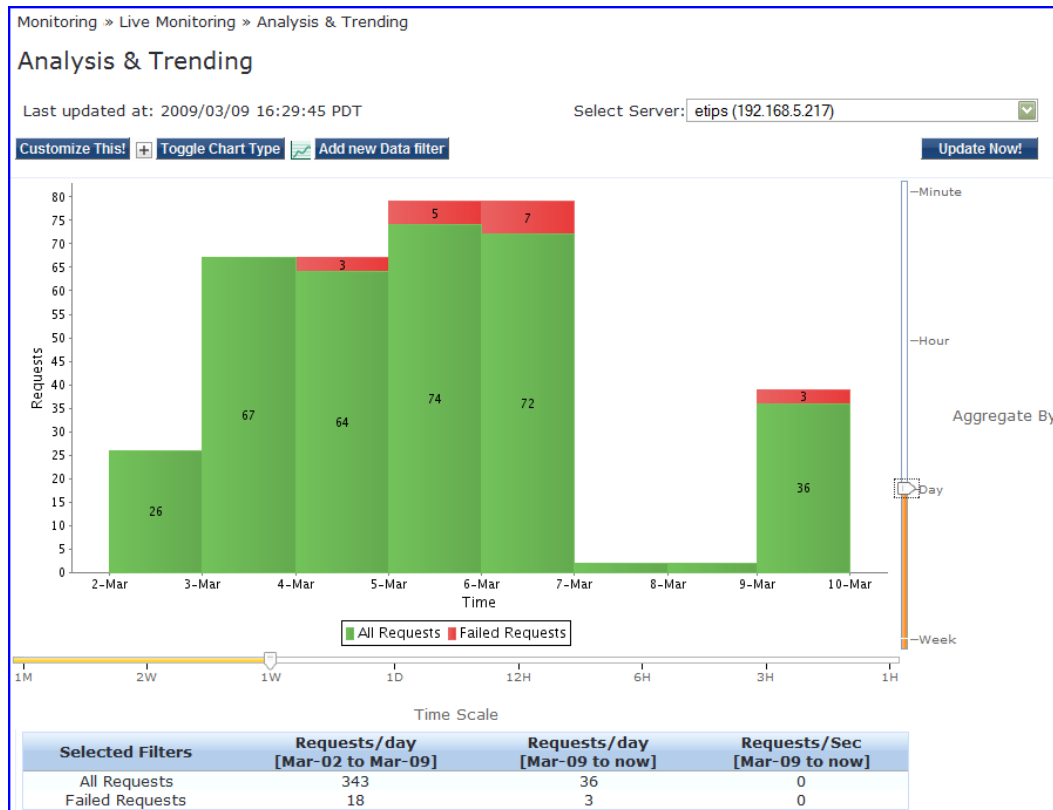 Monitoring » Live Monitoring » Analysis & Trending
Analysis & Trending
Last updated at: 2009/03/09 16:29:45 PDT
Select Server: etips (192.168.5.217)
Customize This! Toggle Chart Type Add new Data filter Update Now!
80
75
70
65
60
55
50
45
40
35
30
25
20
15
10
5
0
Requests
26
67
3
64
5
74
7
72
3
36
2-Mar 3-Mar 4-Mar 5-Mar 6-Mar 7-Mar 8-Mar 9-Mar 10-Mar
Time
All Requests Failed Requests
Minute
Hour
Aggregate By
Day
Week
1M 2W 1W 1D 12H 6H 3H 1H
Time Scale
Selected Filters Requests/day [Mar-02 to Mar-09] Requests/day [Mar-09 to now] Requests/Sec [Mar-09 to now]
All Requests 343 36 0
Failed Requests 18 3 0